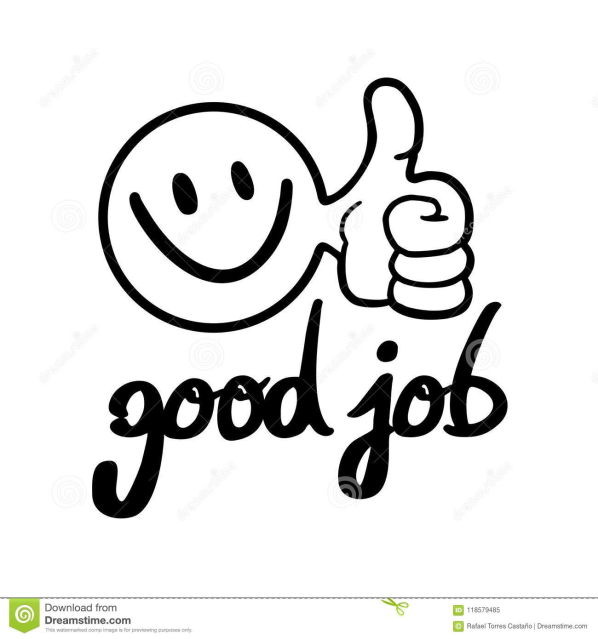 good job
Download from
Dreamstime.com
This watermarked comp image is for previewing purposes only.
ID 118579485
© Rafael Torres Castaño | Dreamstime.com